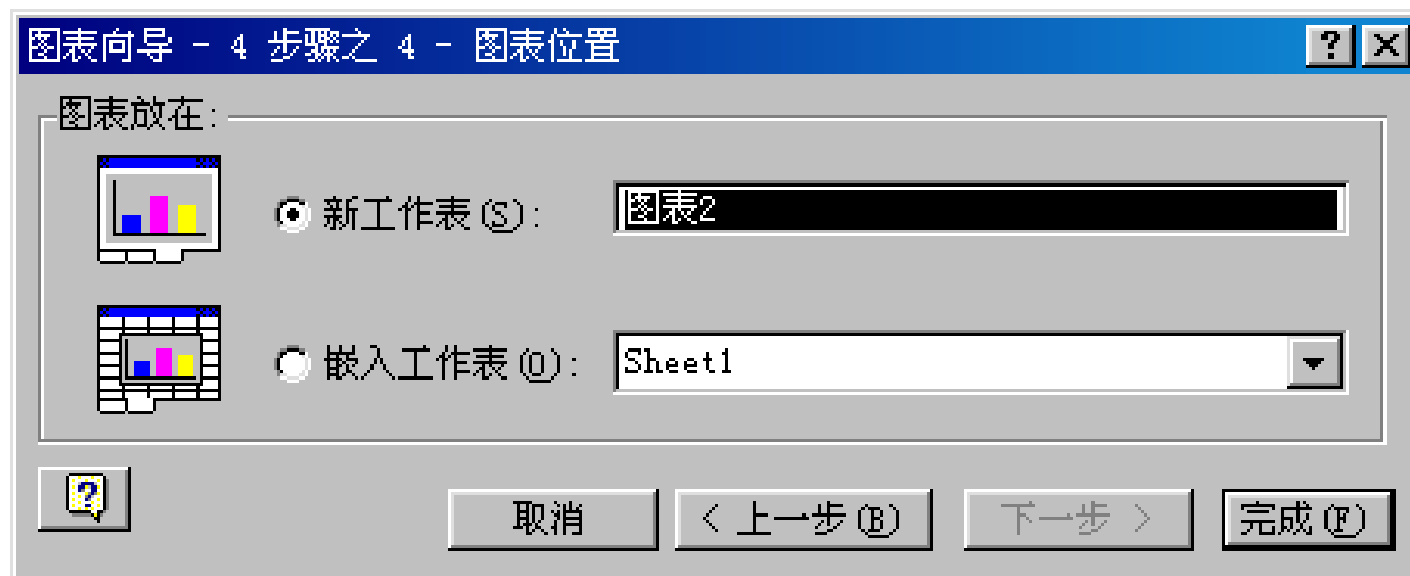 图表向导 - 4 步骤之 4 - 图表位置
图表放在:
新工作表(S): 图表2
嵌入工作表(O): Sheet1
取消 < 上一步(B) 下一步 > 完成(F)